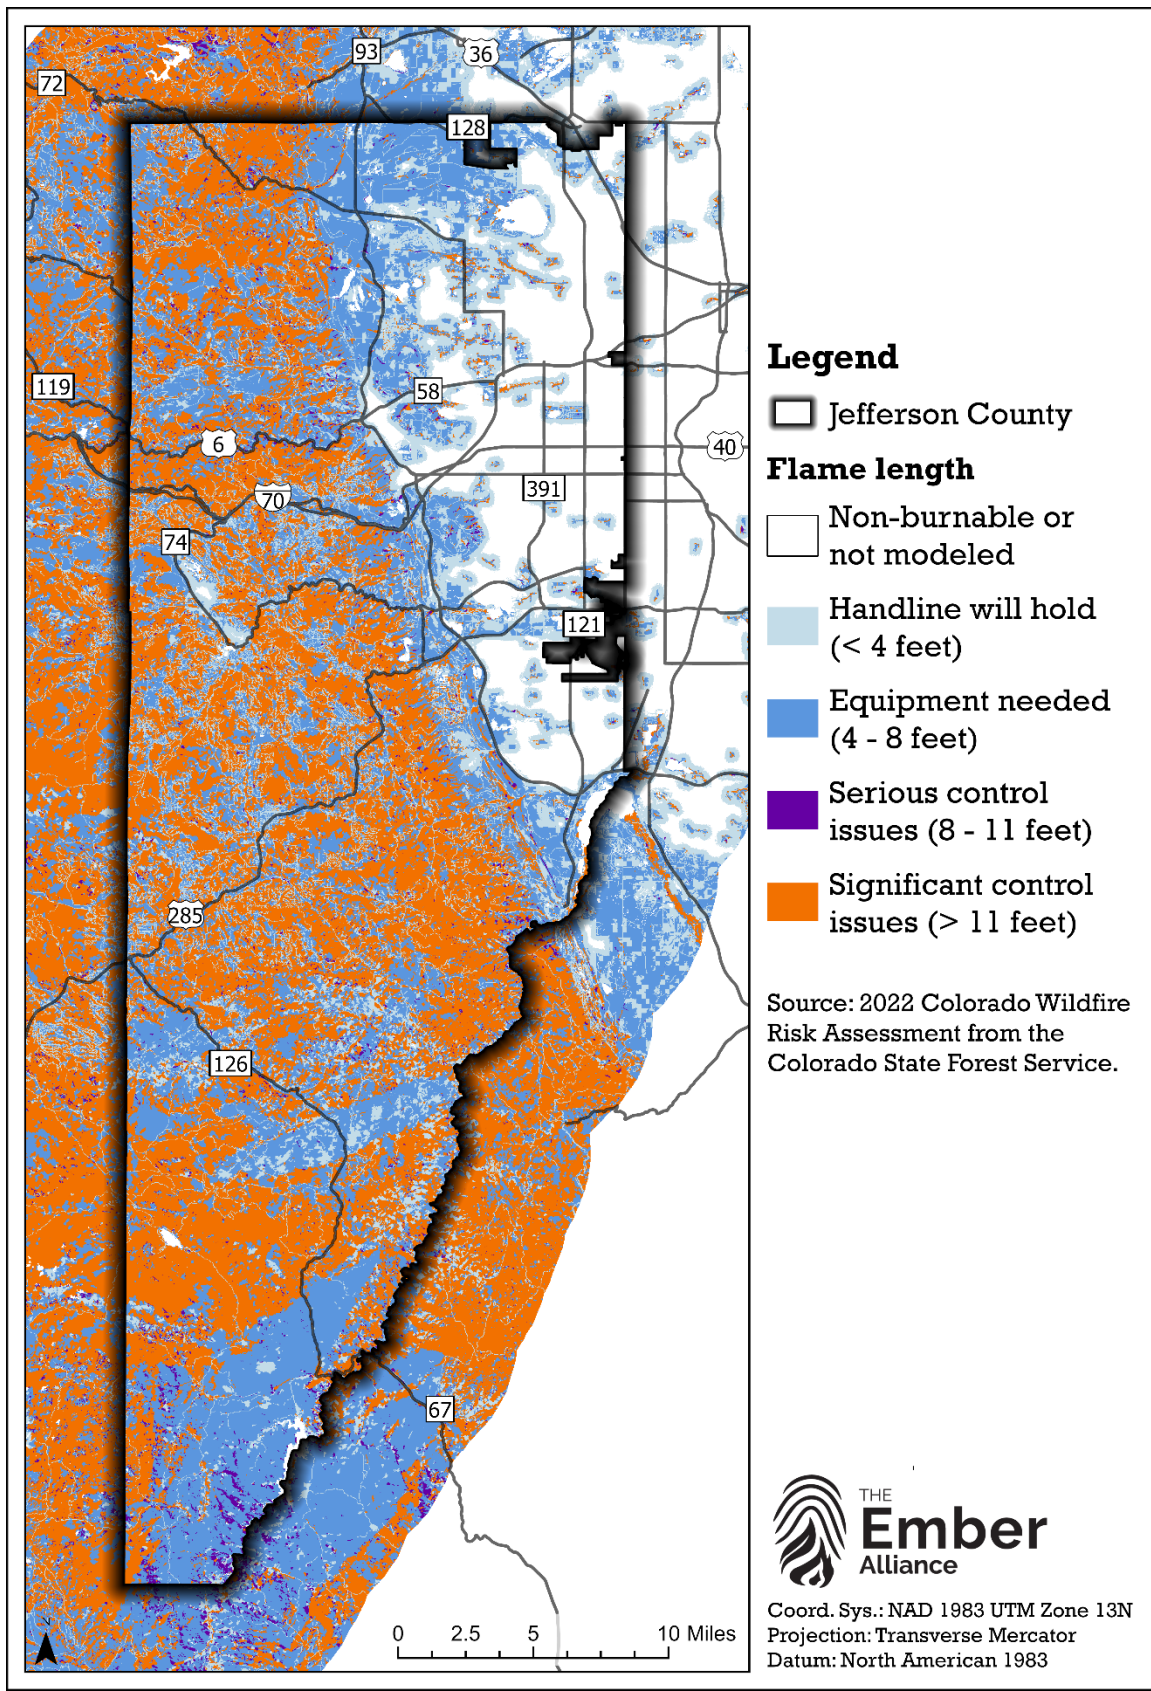 93
36
72
128
119
58
6
40
70
391
74
121
285
126
67
0
2.5
5
10 Miles
N
Legend
Jefferson County
Flame length
Non-burnable or
not modeled
Handline will hold
(< 4 feet)
Equipment needed
(4 - 8 feet)
Serious control
issues (8 - 11 feet)
Significant control
issues (> 11 feet)
Source: 2022 Colorado Wildfire
Risk Assessment from the
Colorado State Forest Service.
THE
Ember
Alliance
Coord. Sys.: NAD 1983 UTM Zone 13N
Projection: Transverse Mercator
Datum: North American 1983